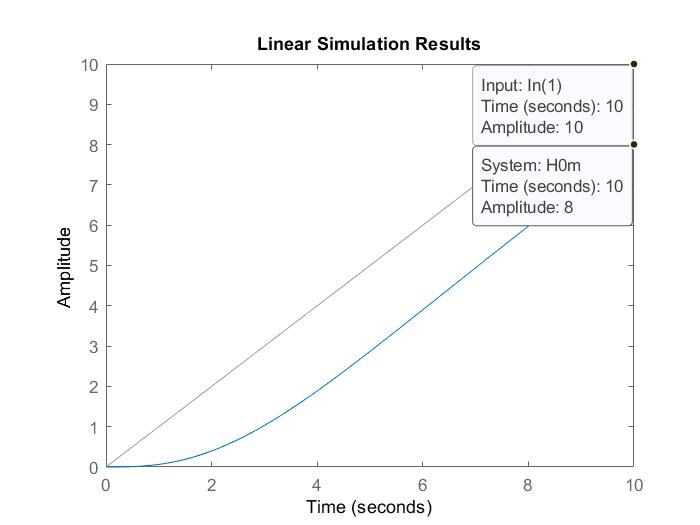 Linear Simulation Results
10
9
8
7
6
5
4
3
2
1
0
Amplitude
Input: In(1)
Time (seconds): 10
Amplitude: 10
System: H0m
Time (seconds): 10
Amplitude: 8
0 2 4 6 8 10
Time (seconds)